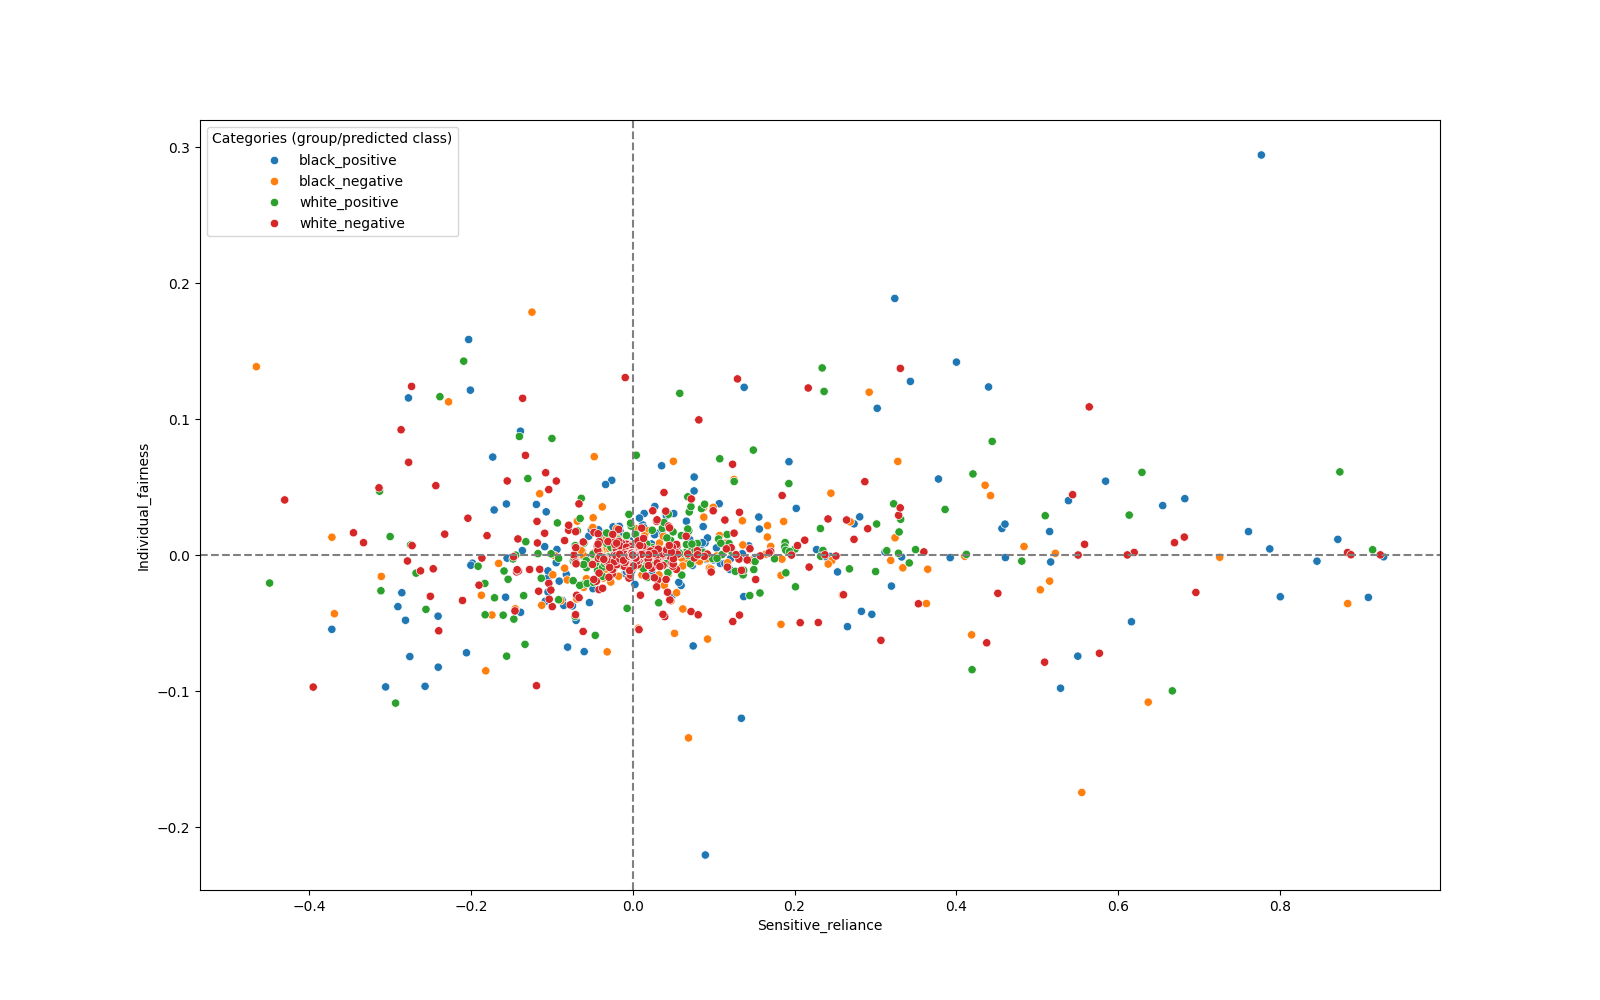 Categories (group/predicted class)
black_positive
black_negative
white_positive
white_negative
0.3
0.2
0.1
0.0
−0.1
−0.2
Individual_fairness
−0.4
−0.2
0.0
0.2
0.4
0.6
0.8
Sensitive_reliance